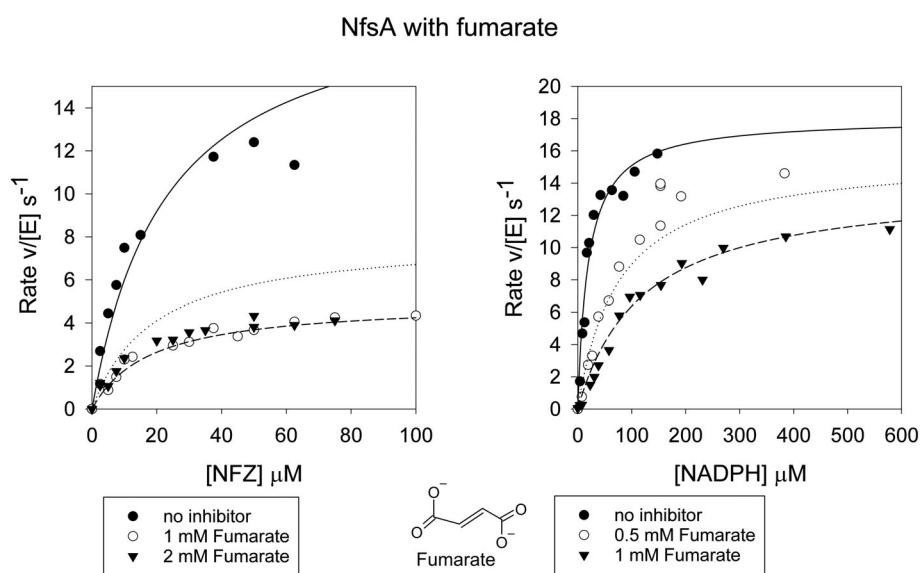 NfsA with fumarate
Rate v/[E] s⁻¹
14
12
10
8
6
4
2
0
0 20 40 60 80 100
[NFZ] μM
no inhibitor
1 mM Fumarate
2 mM Fumarate
O⁻
O
O
O⁻
Fumarate
Rate v/[E] s⁻¹
20
18
16
14
12
10
8
6
4
2
0
0 100 200 300 400 500 600
[NADPH] μM
no inhibitor
0.5 mM Fumarate
1 mM Fumarate